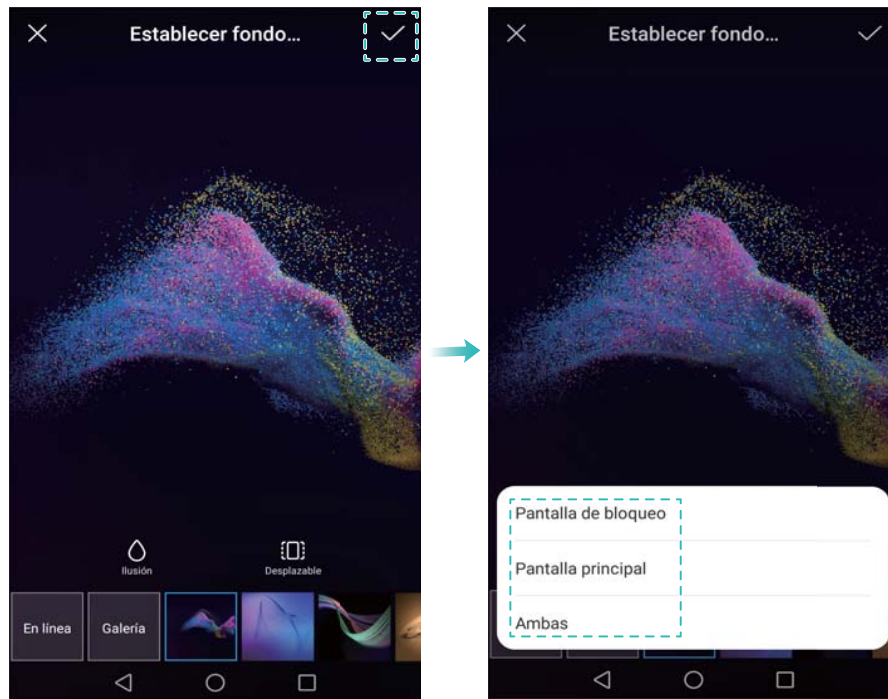 Establecer fondo...
Ilusión
Desplazable
En línea
Galería
Establecer fondo...
Pantalla de bloqueo
Pantalla principal
Ambas